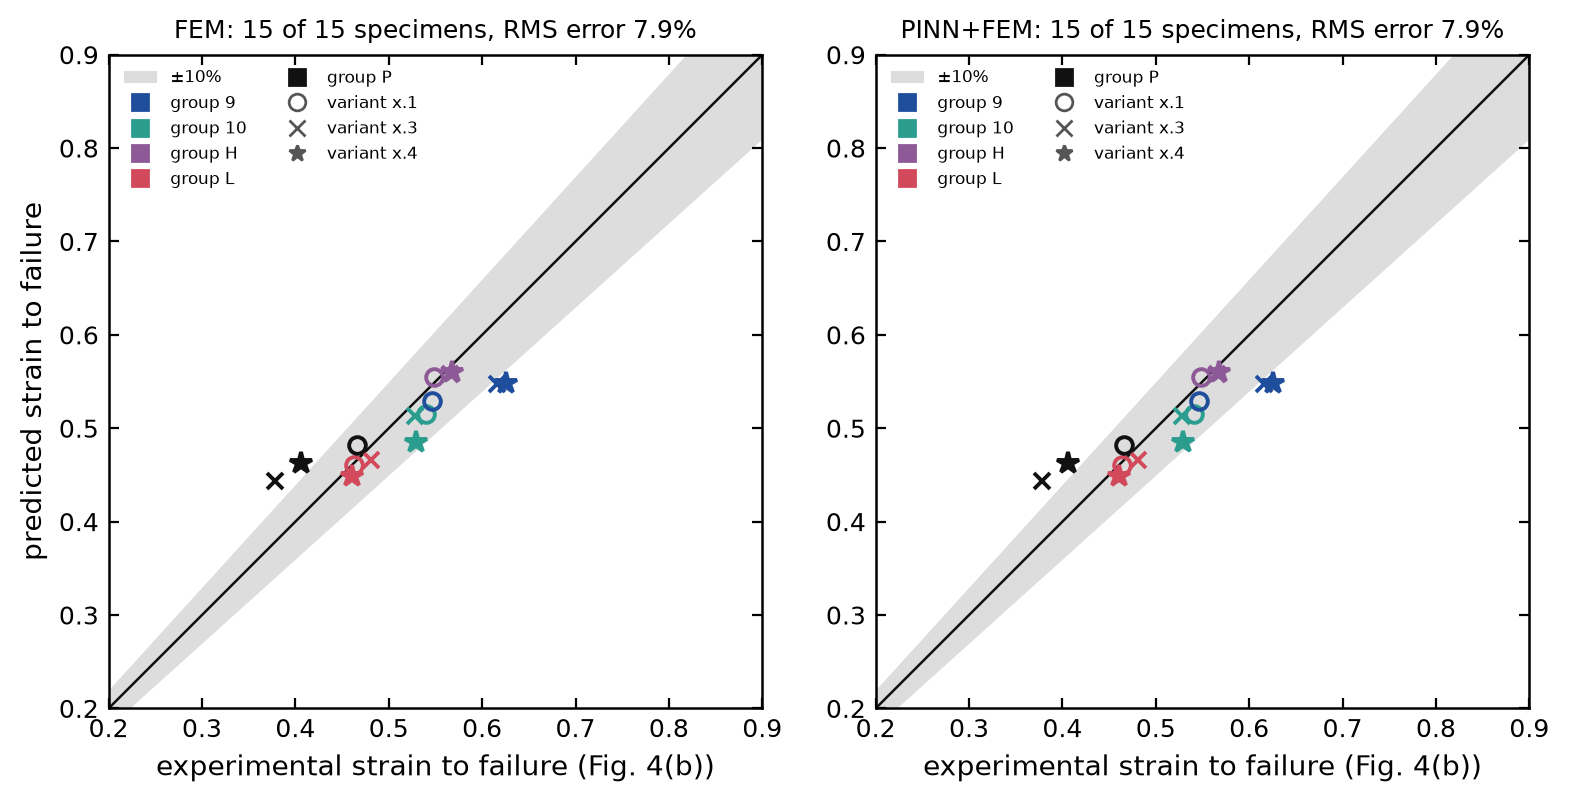 FEM: 15 of 15 specimens, RMS error 7.9%
±10%
group 9
group 10
group H
group L
group P
variant x.1
variant x.3
variant x.4
predicted strain to failure
0.9
0.8
0.7
0.6
0.5
0.4
0.3
0.2
0.2 0.3 0.4 0.5 0.6 0.7 0.8 0.9
experimental strain to failure (Fig. 4(b))
PINN+FEM: 15 of 15 specimens, RMS error 7.9%
±10%
group 9
group 10
group H
group L
group P
variant x.1
variant x.3
variant x.4
0.9
0.8
0.7
0.6
0.5
0.4
0.3
0.2
0.2 0.3 0.4 0.5 0.6 0.7 0.8 0.9
experimental strain to failure (Fig. 4(b))